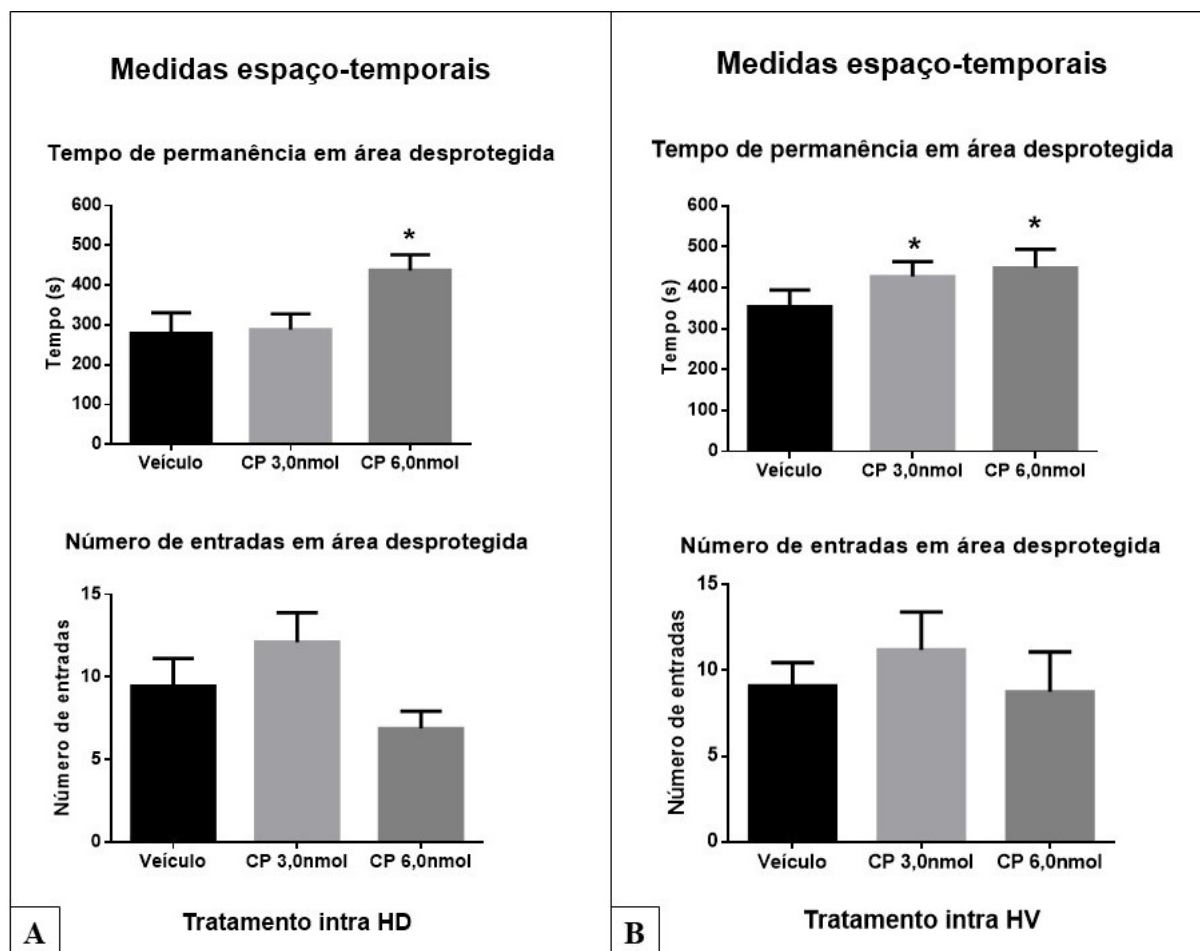 Medidas espaço-temporais
Tempo de permanência em área desprotegida
600
500
400
300
200
100
0
Tempo (s)
*
Veículo
CP 3,0nmol
CP 6,0nmol
Número de entradas em área desprotegida
15
10
5
0
Número de entradas
Veículo
CP 3,0nmol
CP 6,0nmol
A
Tratamento intra HD
Medidas espaço-temporais
Tempo de permanência em área desprotegida
600
500
400
300
200
100
0
Tempo (s)
*
*
Veículo
CP 3,0nmol
CP 6,0nmol
Número de entradas em área desprotegida
15
10
5
0
Número de entradas
Veículo
CP 3,0nmol
CP 6,0nmol
B
Tratamento intra HV